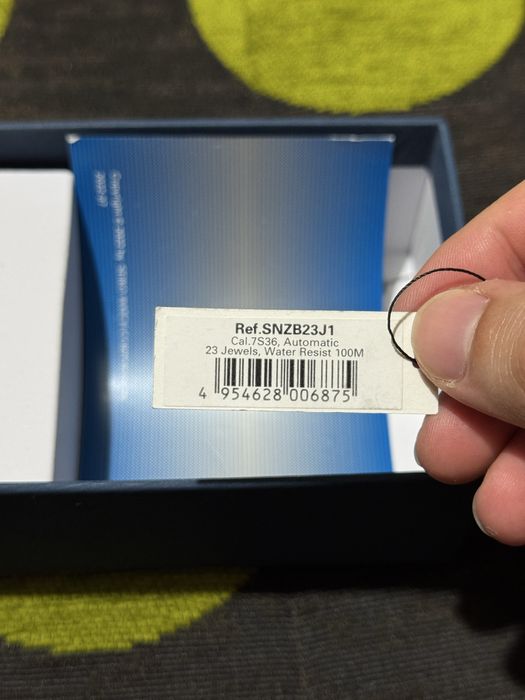 Ref.SNZB23J1
Cal.7S36, Automatic
23 Jewels, Water Resist 100M
4 954628 006875